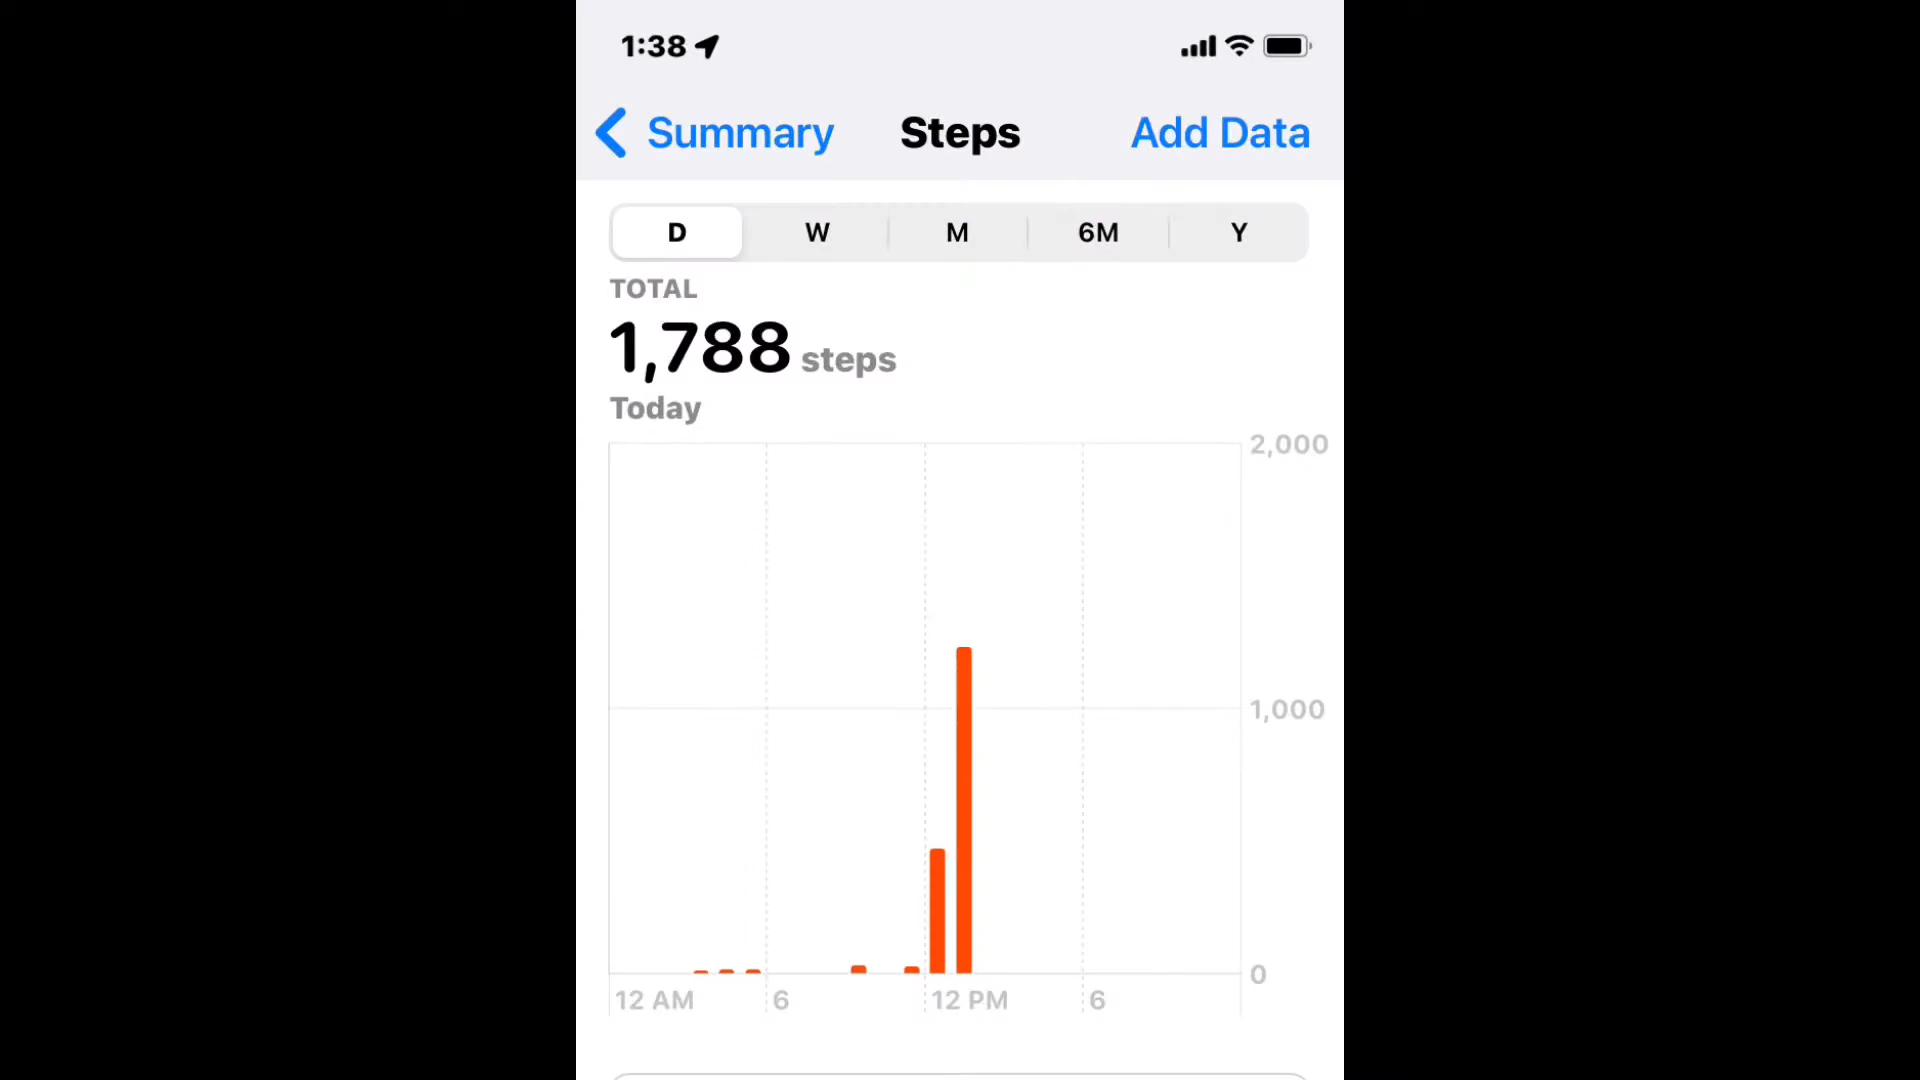 1:38
Summary Steps Add Data
D W M 6M Y
TOTAL
1,788 steps
Today
2,000
1,000
0
12 AM 6 12 PM 6